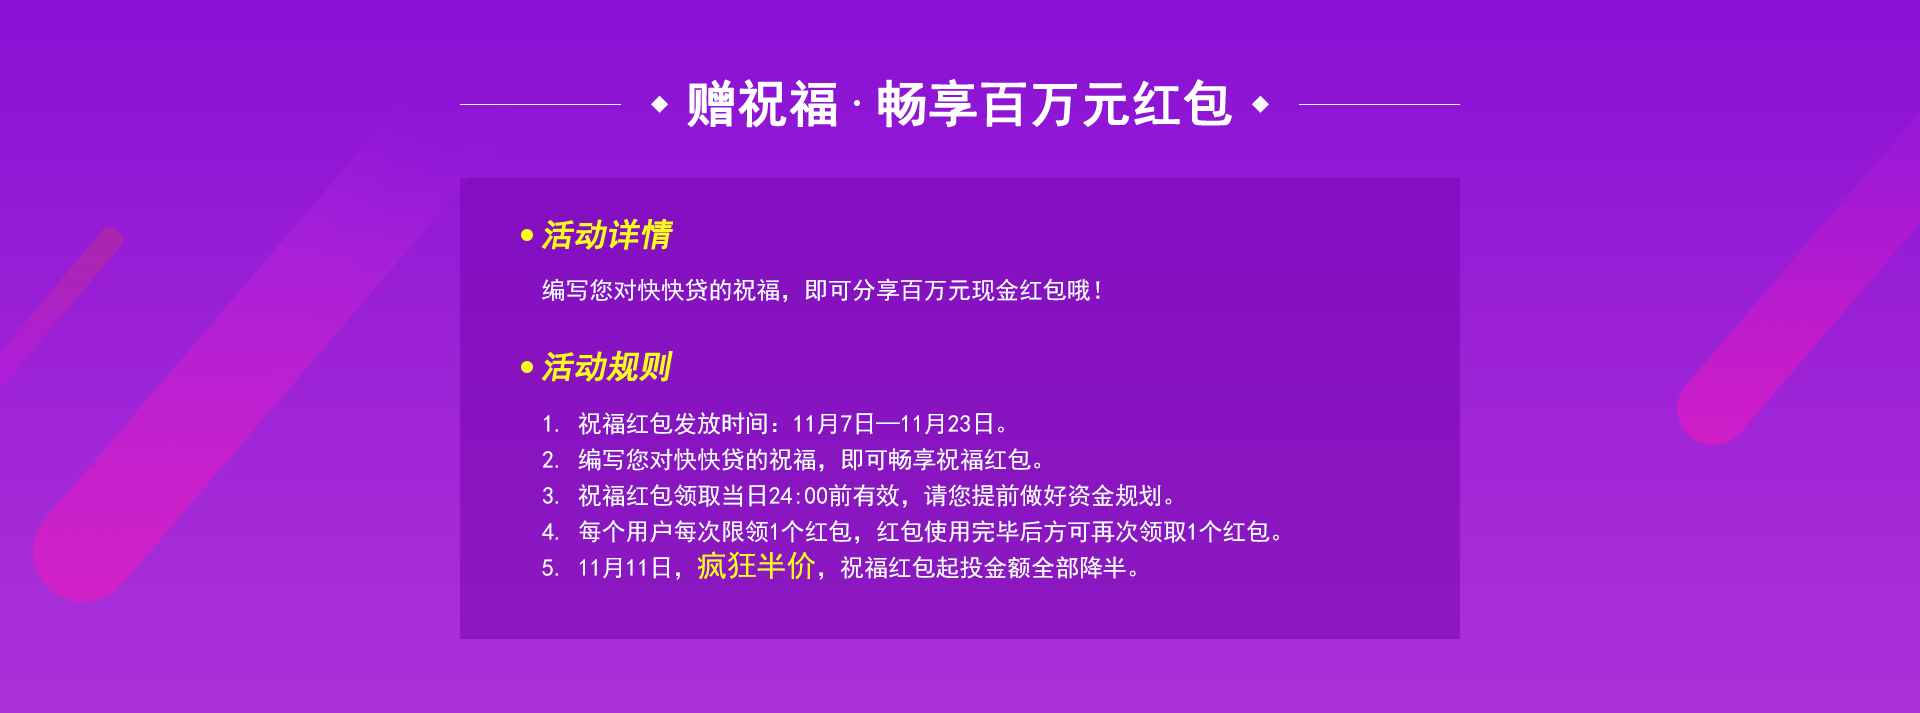 赠祝福·畅享百万元红包
活动详情
编写您对快快贷的祝福，即可分享百万元现金红包哦！
活动规则
1. 祝福红包发放时间：11月7日—11月23日。
2. 编写您对快快贷的祝福，即可畅享祝福红包。
3. 祝福红包领取当日24:00前有效，请您提前做好资金规划。
4. 每个用户每次限领1个红包，红包使用完毕后方可再次领取1个红包。
5. 11月11日，疯狂半价，祝福红包起投金额全部降半。